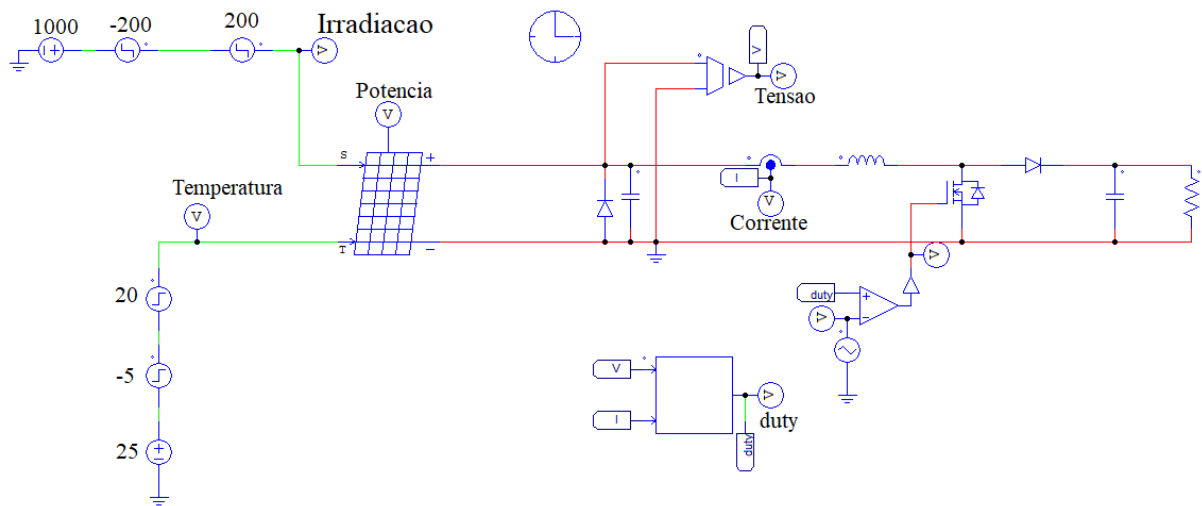 1000
-200
200
Irradiacao
V
V
Tensao
V
Potencia
V
S
+
T
−
Temperatura
V
I
V
Corrente
20
-5
25
duty
+
−
V
V
V
I
V
duty
duty